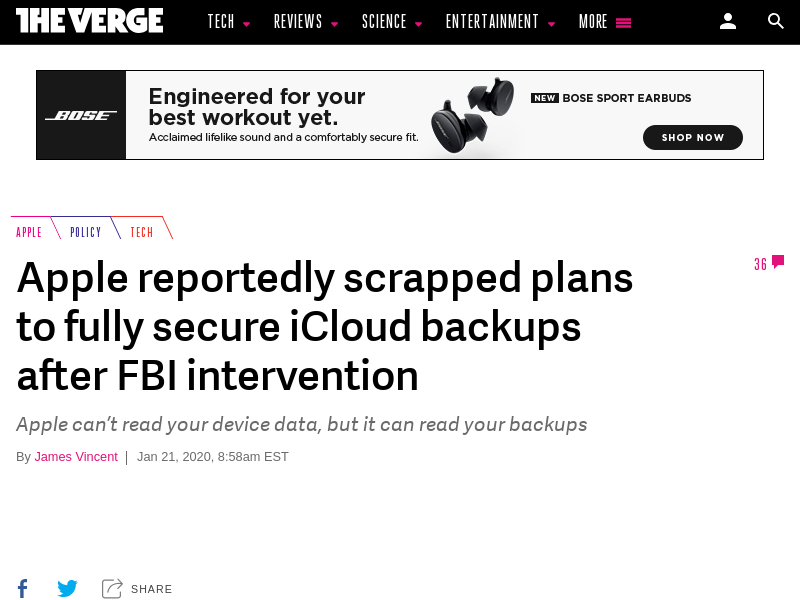 THE VERGE
TECH REVIEWS SCIENCE ENTERTAINMENT MORE
BOSE
Engineered for your
best workout yet.
Acclaimed lifelike sound and a comfortably secure fit.
NEW BOSE SPORT EARBUDS
SHOP NOW
APPLE POLICY TECH
36
Apple reportedly scrapped plans
to fully secure iCloud backups
after FBI intervention
Apple can’t read your device data, but it can read your backups
By James Vincent | Jan 21, 2020, 8:58am EST
SHARE